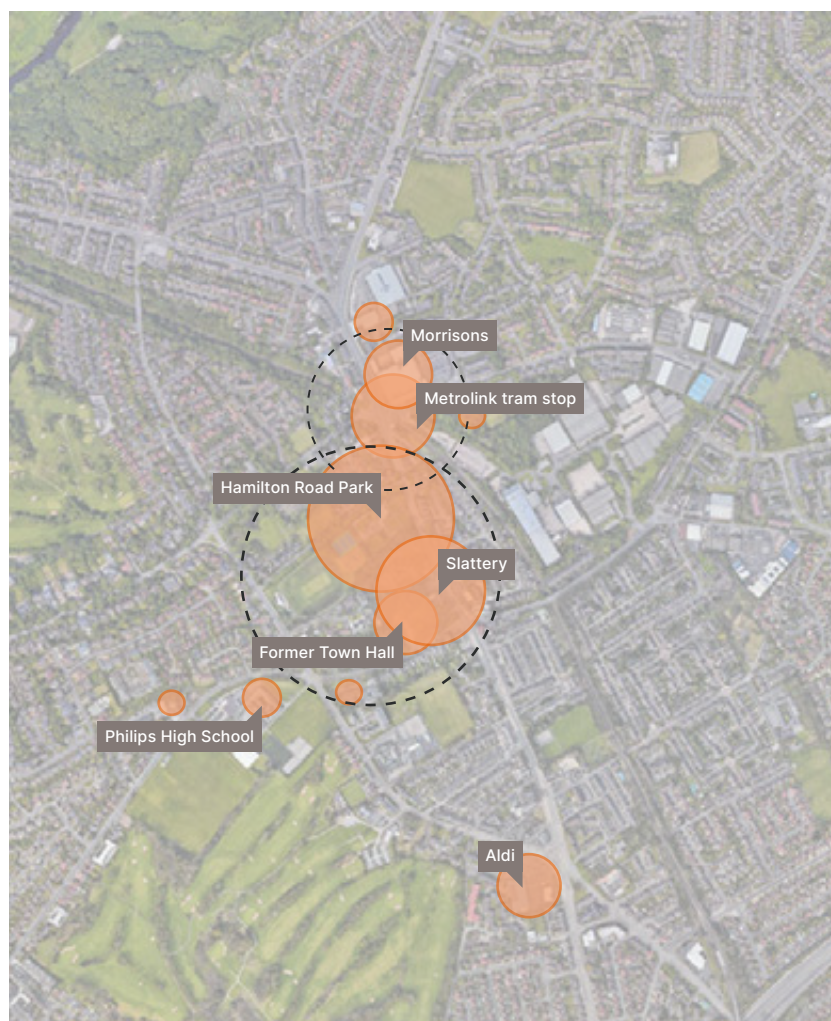 Morrisons
Metrolink tram stop
Hamilton Road Park
Slattery
Former Town Hall
Philips High School
Aldi